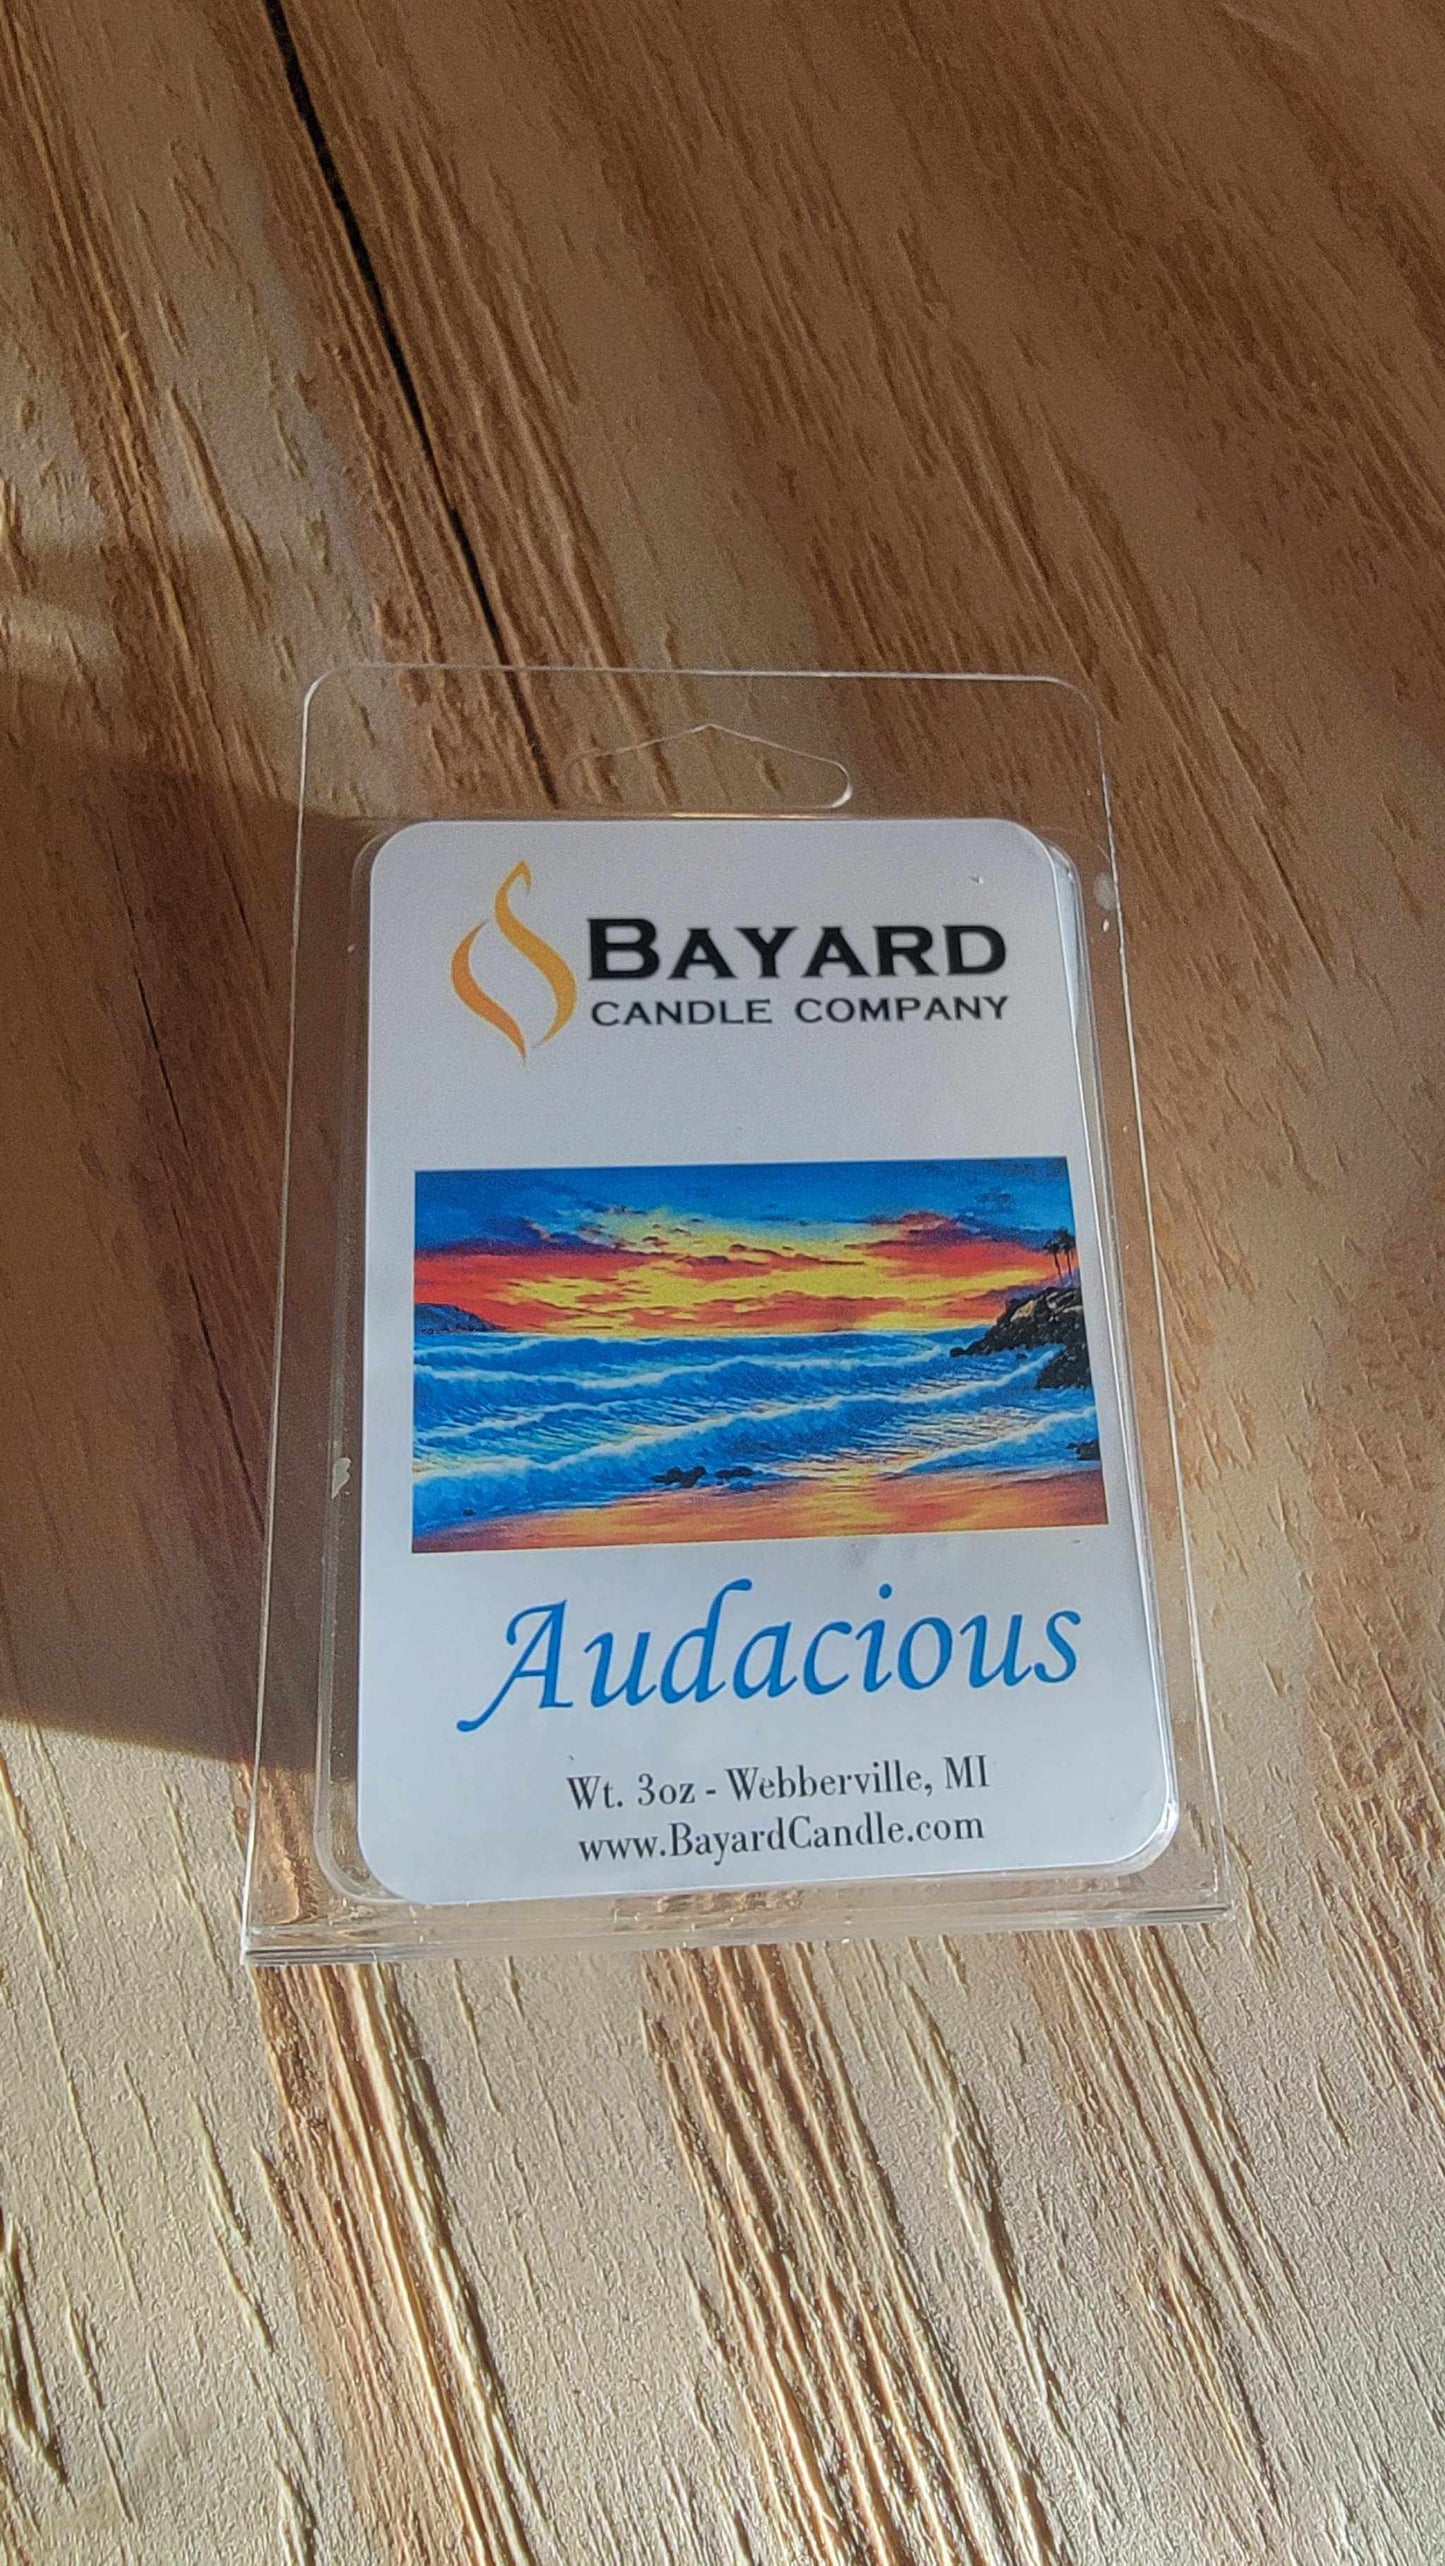 BAYARD
CANDLE COMPANY
Audacious
Wt. 3oz - Webberville, MI
www.BayardCandle.com